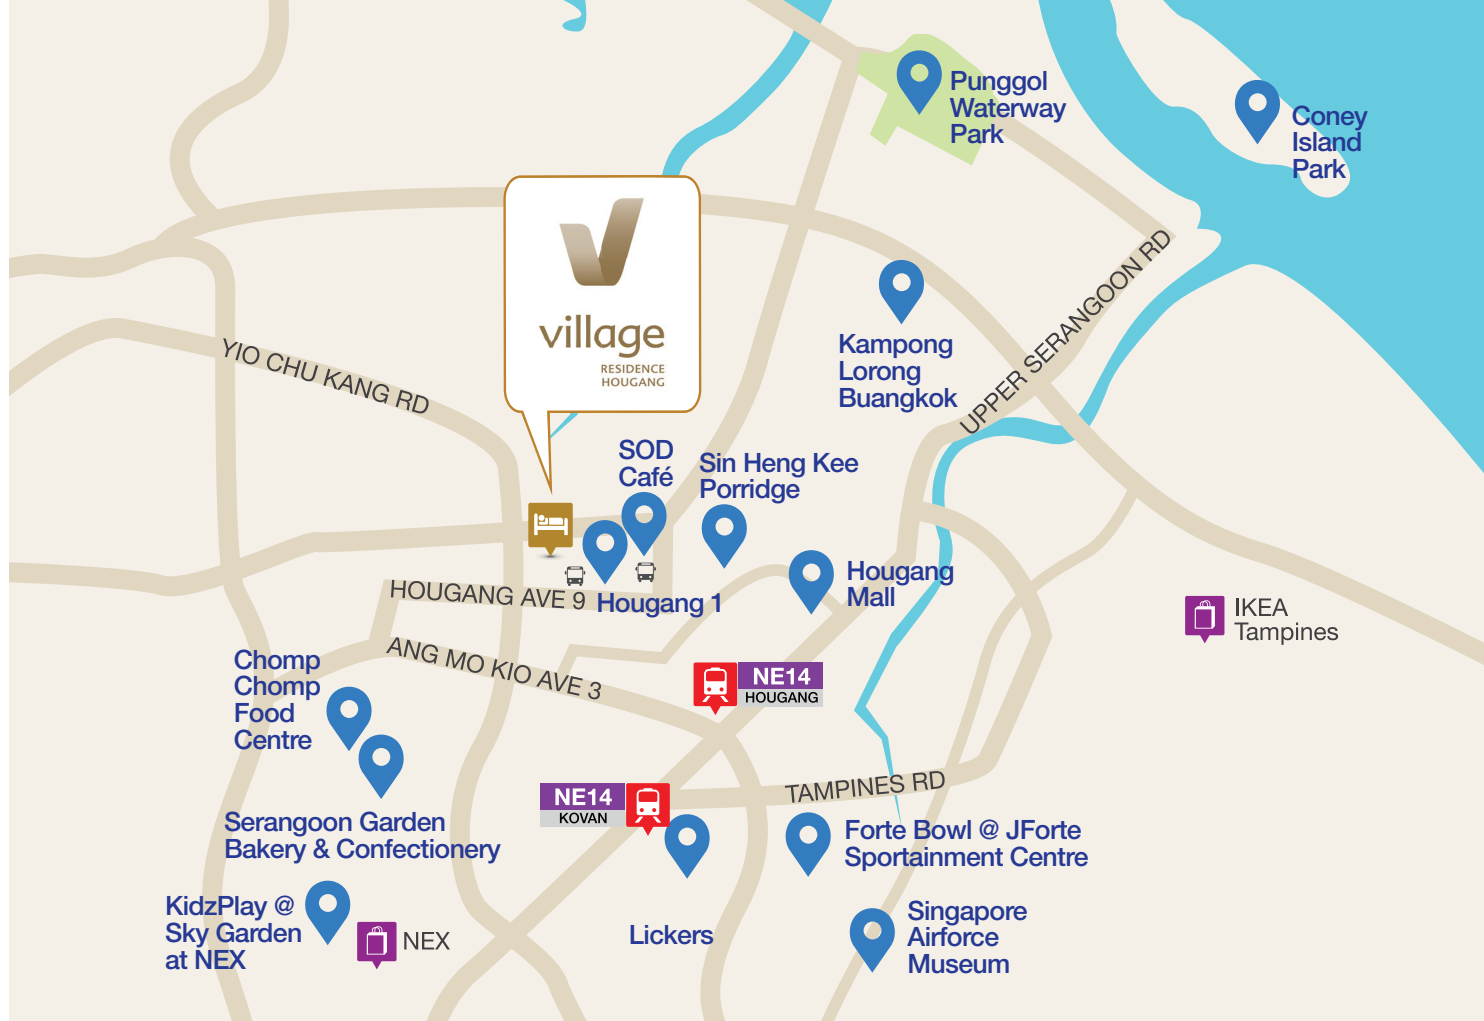 Punggol
Waterway
Park
Coney
Island
Park
village
RESIDENCE
HOUGANG
UPPER SERANGOON RD
YIO CHU KANG RD
Kampong
Lorong
Buangkok
SOD
Café
Sin Heng Kee
Porridge
HOUGANG AVE 9
Hougang 1
Hougang
Mall
IKEA
Tampines
ANG MO KIO AVE 3
NE14
HOUGANG
Chomp
Chomp
Food
Centre
NE14
KOVAN
TAMPINES RD
Serangoon Garden
Bakery & Confectionery
Forte Bowl @ JForte
Sportainment Centre
KidzPlay @
Sky Garden
at NEX
NEX
Lickers
Singapore
Airforce
Museum